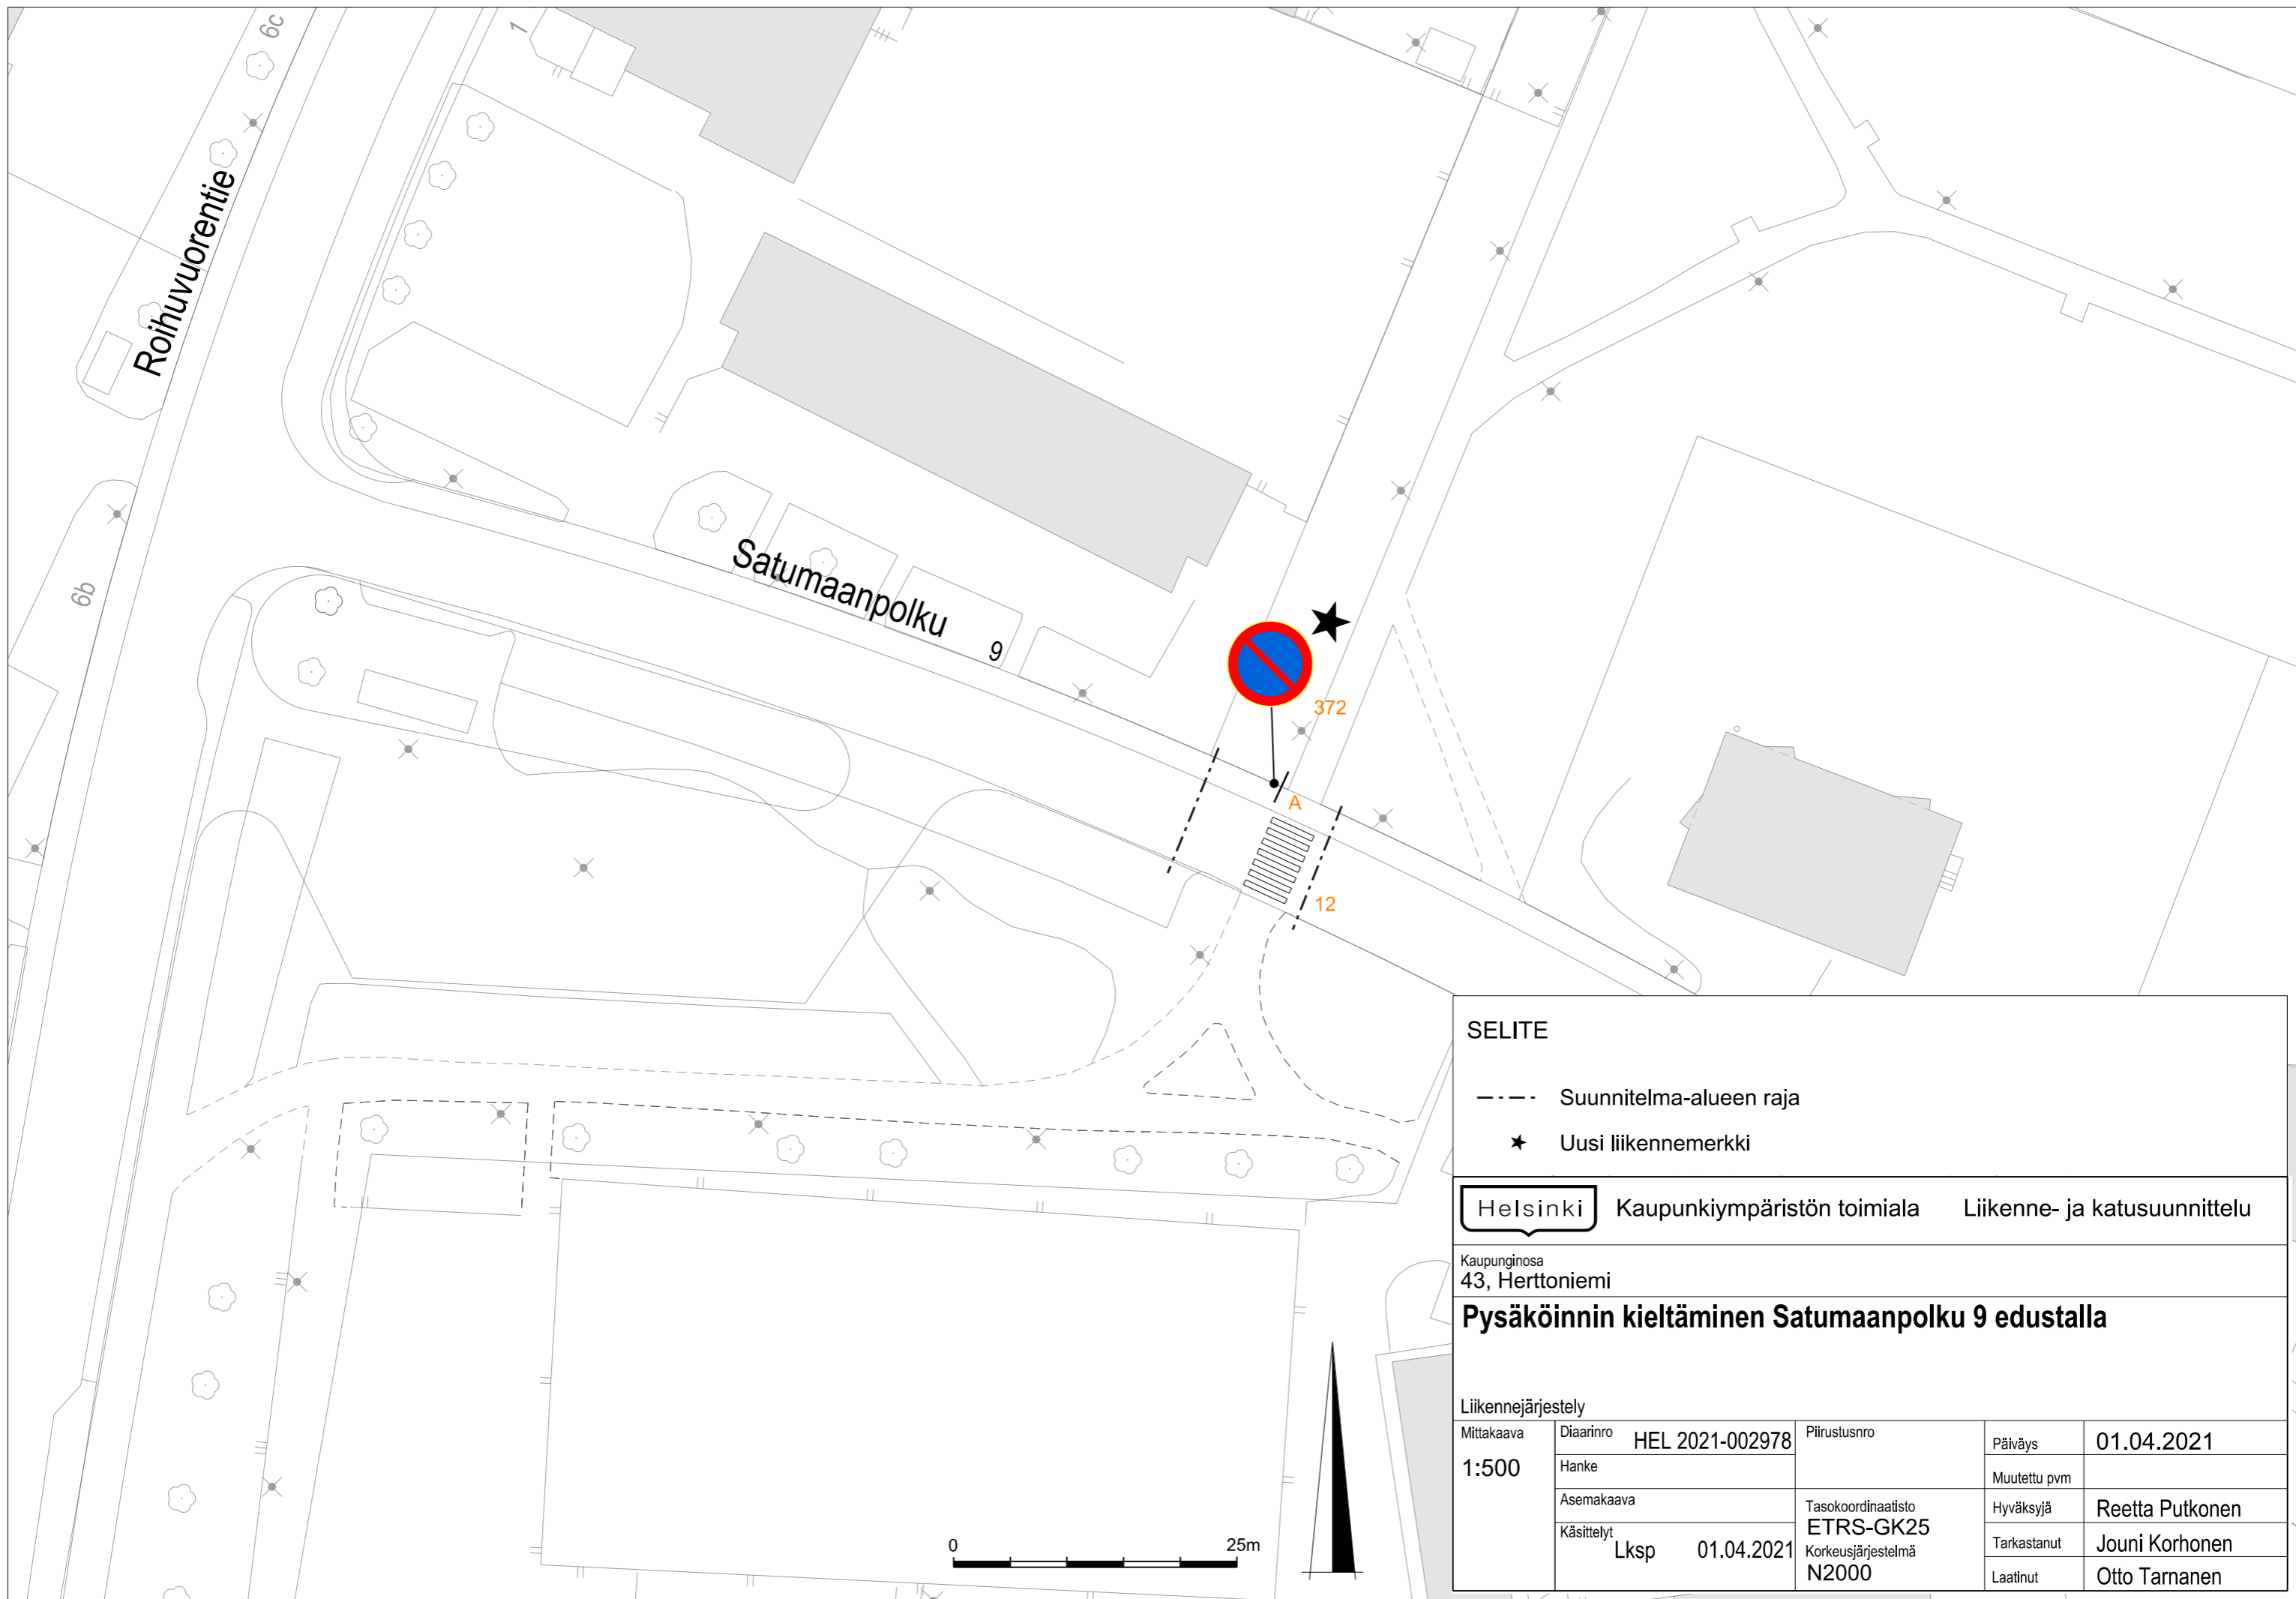 6c
1
Roihuvuorentie
6b
Satumaanpolku
9
372
A
12
0 25m
SELITE
Suunnitelma-alueen raja
Uusi liikennemerkki
Helsinki Kaupunkiympäristön toimiala Liikenne- ja katusuunnittelu
Kaupunginosa
43, Herttoniemi
Pysäköinnin kieltäminen Satumaanpolku 9 edustalla
Liikennejärjestely
Mittakaava
1:500
Diaarinro HEL 2021-002978
Hanke
Asemakaava
Käsittelyt
Lksp 01.04.2021
Piirustusnro
Tasokoordinaatisto
ETRS-GK25
Korkeusjärjestelmä
N2000
Päiväys 01.04.2021
Muutettu pvm
Hyväksyjä Reetta Putkonen
Tarkastanut Jouni Korhonen
Laatinut Otto Tarnanen